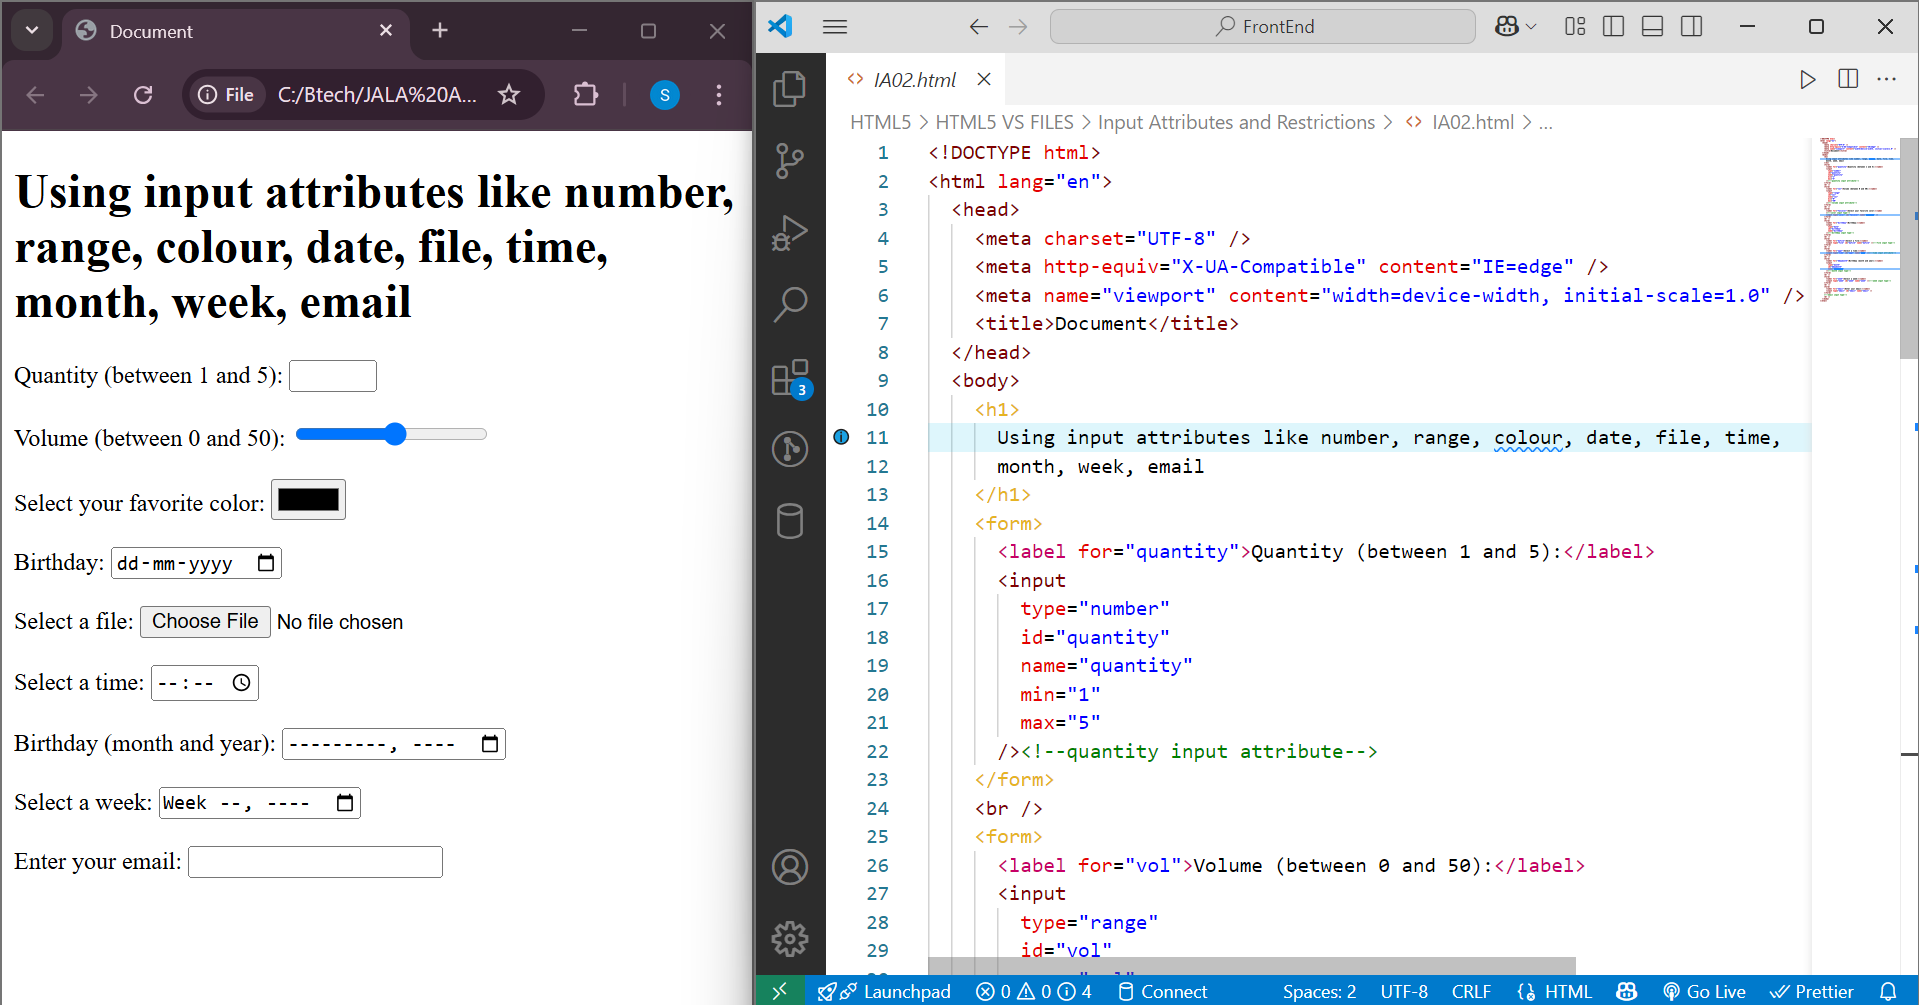 Document
File
C:/Btech/JALA%20A...
S
Using input attributes like number,
range, colour, date, file, time,
month, week, email
Quantity (between 1 and 5):
Volume (between 0 and 50):
Select your favorite color:
Birthday: dd-mm-yyyy
Select a file: Choose File No file chosen
Select a time: --:--
Birthday (month and year): ---------, ----
Select a week: Week --, ----
Enter your email:
FrontEnd
IA02.html
HTML5 > HTML5 VS FILES > Input Attributes and Restrictions > <> IA02.html > ...
3
1 <!DOCTYPE html>
2 <html lang="en">
3 <head>
4 <meta charset="UTF-8" />
5 <meta http-equiv="X-UA-Compatible" content="IE=edge" />
6 <meta name="viewport" content="width=device-width, initial-scale=1.0" />
7 <title>Document</title>
8 </head>
9 <body>
10 <h1>
11 Using input attributes like number, range, colour, date, file, time,
12 month, week, email
13 </h1>
14 <form>
15 <label for="quantity">Quantity (between 1 and 5):</label>
16 <input
17 type="number"
18 id="quantity"
19 name="quantity"
20 min="1"
21 max="5"
22 /><!--quantity input attribute-->
23 </form>
24 <br />
25 <form>
26 <label for="vol">Volume (between 0 and 50):</label>
27 <input
28 type="range"
29 id="vol"
Launchpad 0 0 4 Connect Spaces: 2 UTF-8 CRLF HTML Go Live Prettier